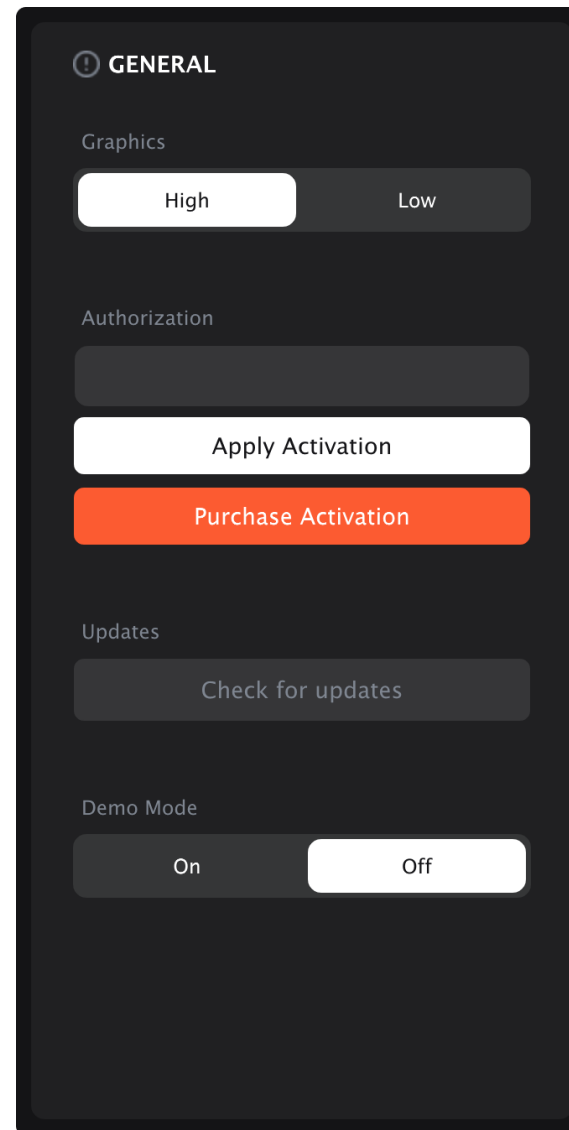 GENERAL
Graphics
High Low
Authorization
Apply Activation
Purchase Activation
Updates
Check for updates
Demo Mode
On Off